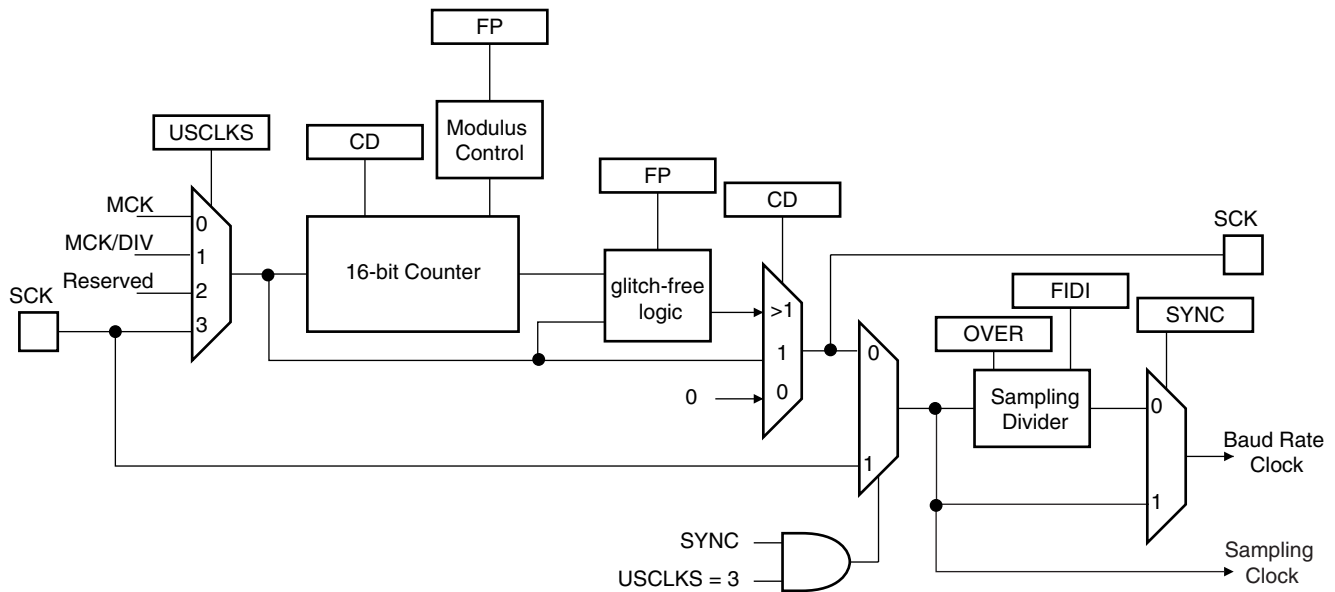 FP
USCLKS
CD
Modulus
Control
FP
CD
MCK
0
MCK/DIV
1
Reserved
2
SCK
3
16-bit Counter
glitch-free
logic
>1
1
0
0
SCK
FIDI
OVER
SYNC
0
1
Sampling
Divider
0
1
Baud Rate
Clock
SYNC
USCLKS = 3
Sampling
Clock